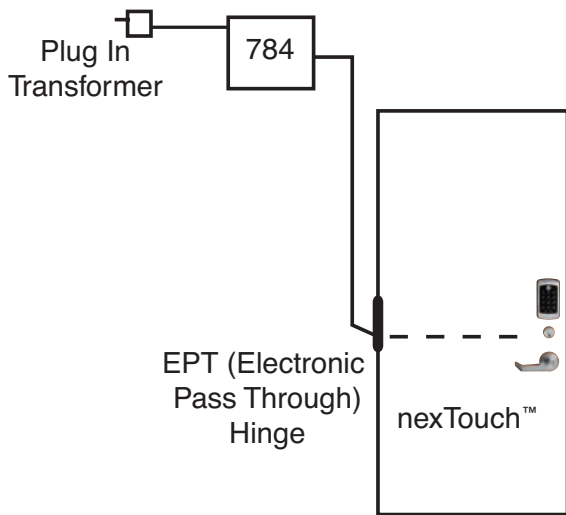 Plug In
Transformer
784
EPT (Electronic
Pass Through)
Hinge
nexTouch™